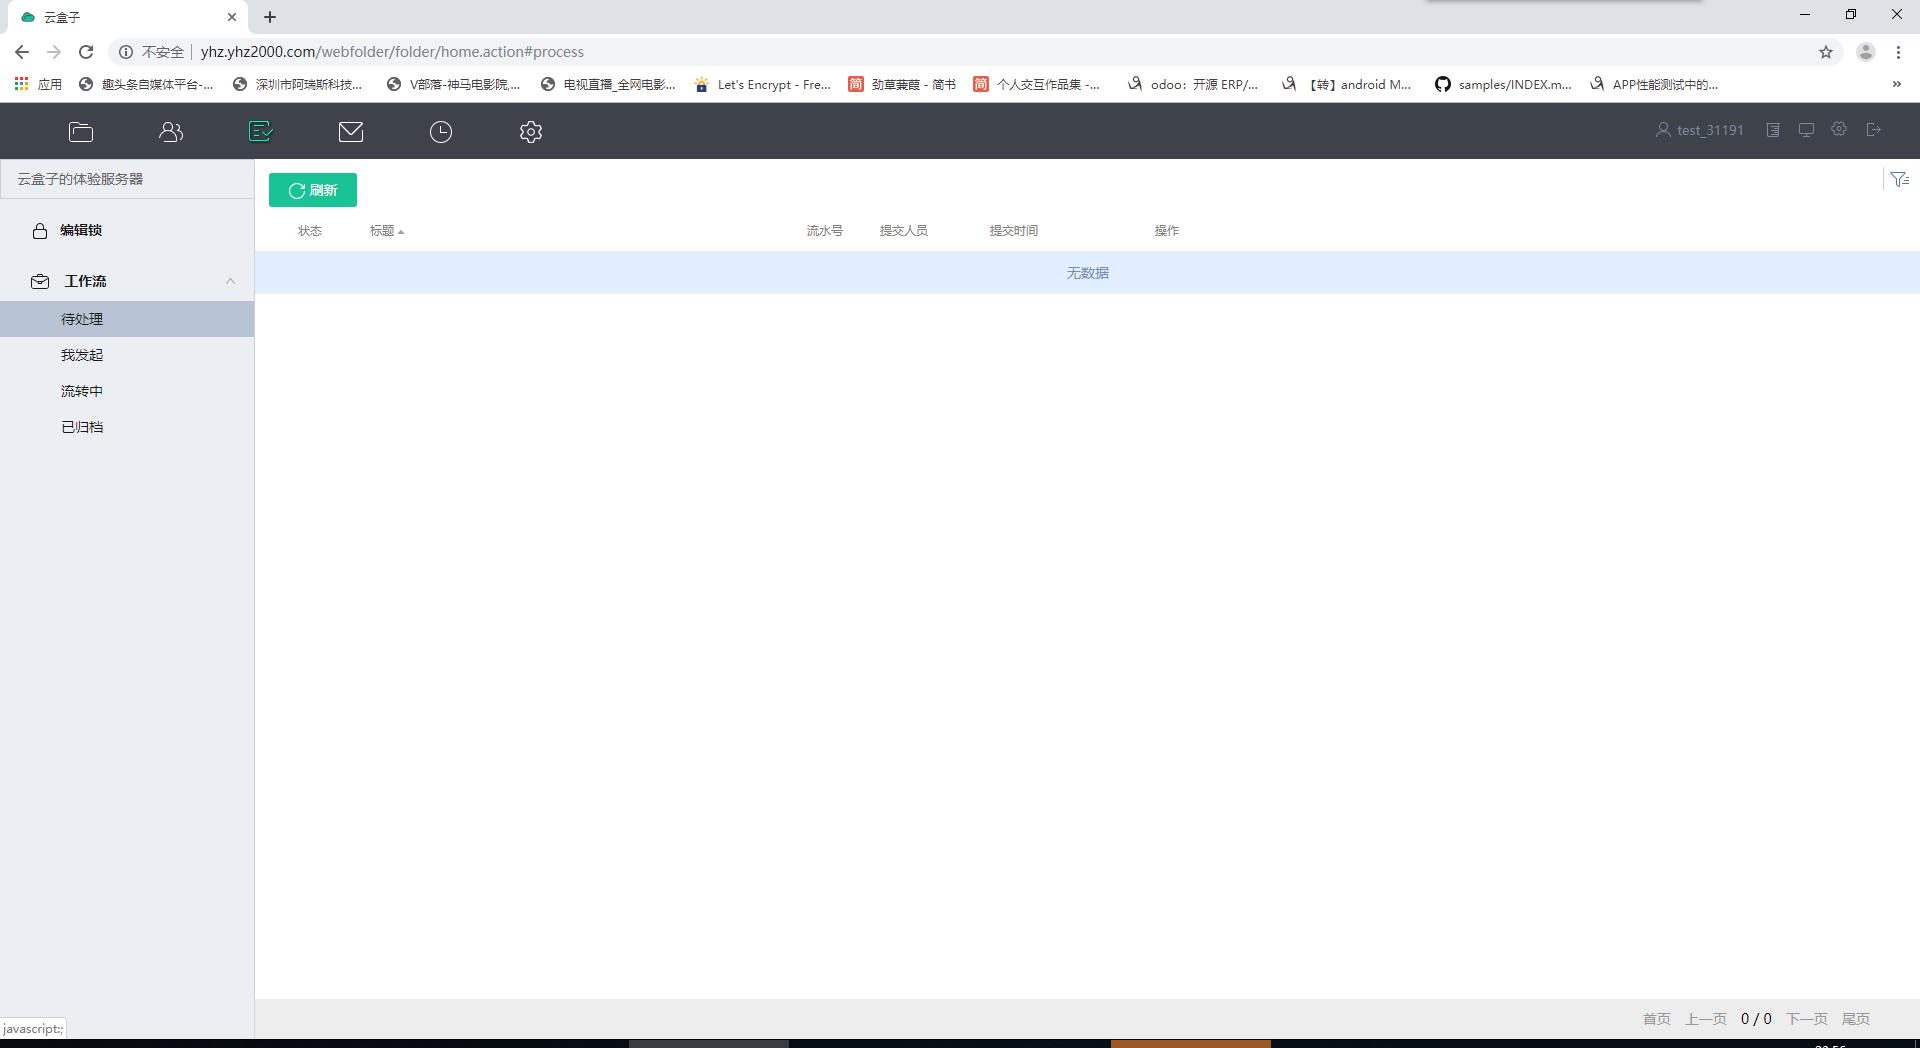 云盒子
不安全 yhz.yhz2000.com/webfolder/folder/home.action#process
应用 趣头条自媒体平台-... 深圳市阿瑞斯科技... V部落-神马电影院,... 电视直播_全网电影... Let's Encrypt - Fre... 简 劲草蒹葭 - 简书 简 个人交互作品集 -... odoo：开源 ERP/... 【转】android M... samples/INDEX.m... APP性能测试中的... »
test_31191
云盒子的体验服务器
刷新
编辑锁
状态 标题 流水号 提交人员 提交时间 操作
无数据
工作流
待处理
我发起
流转中
已归档
首页 上一页 0 / 0 下一页 尾页
javascript:;